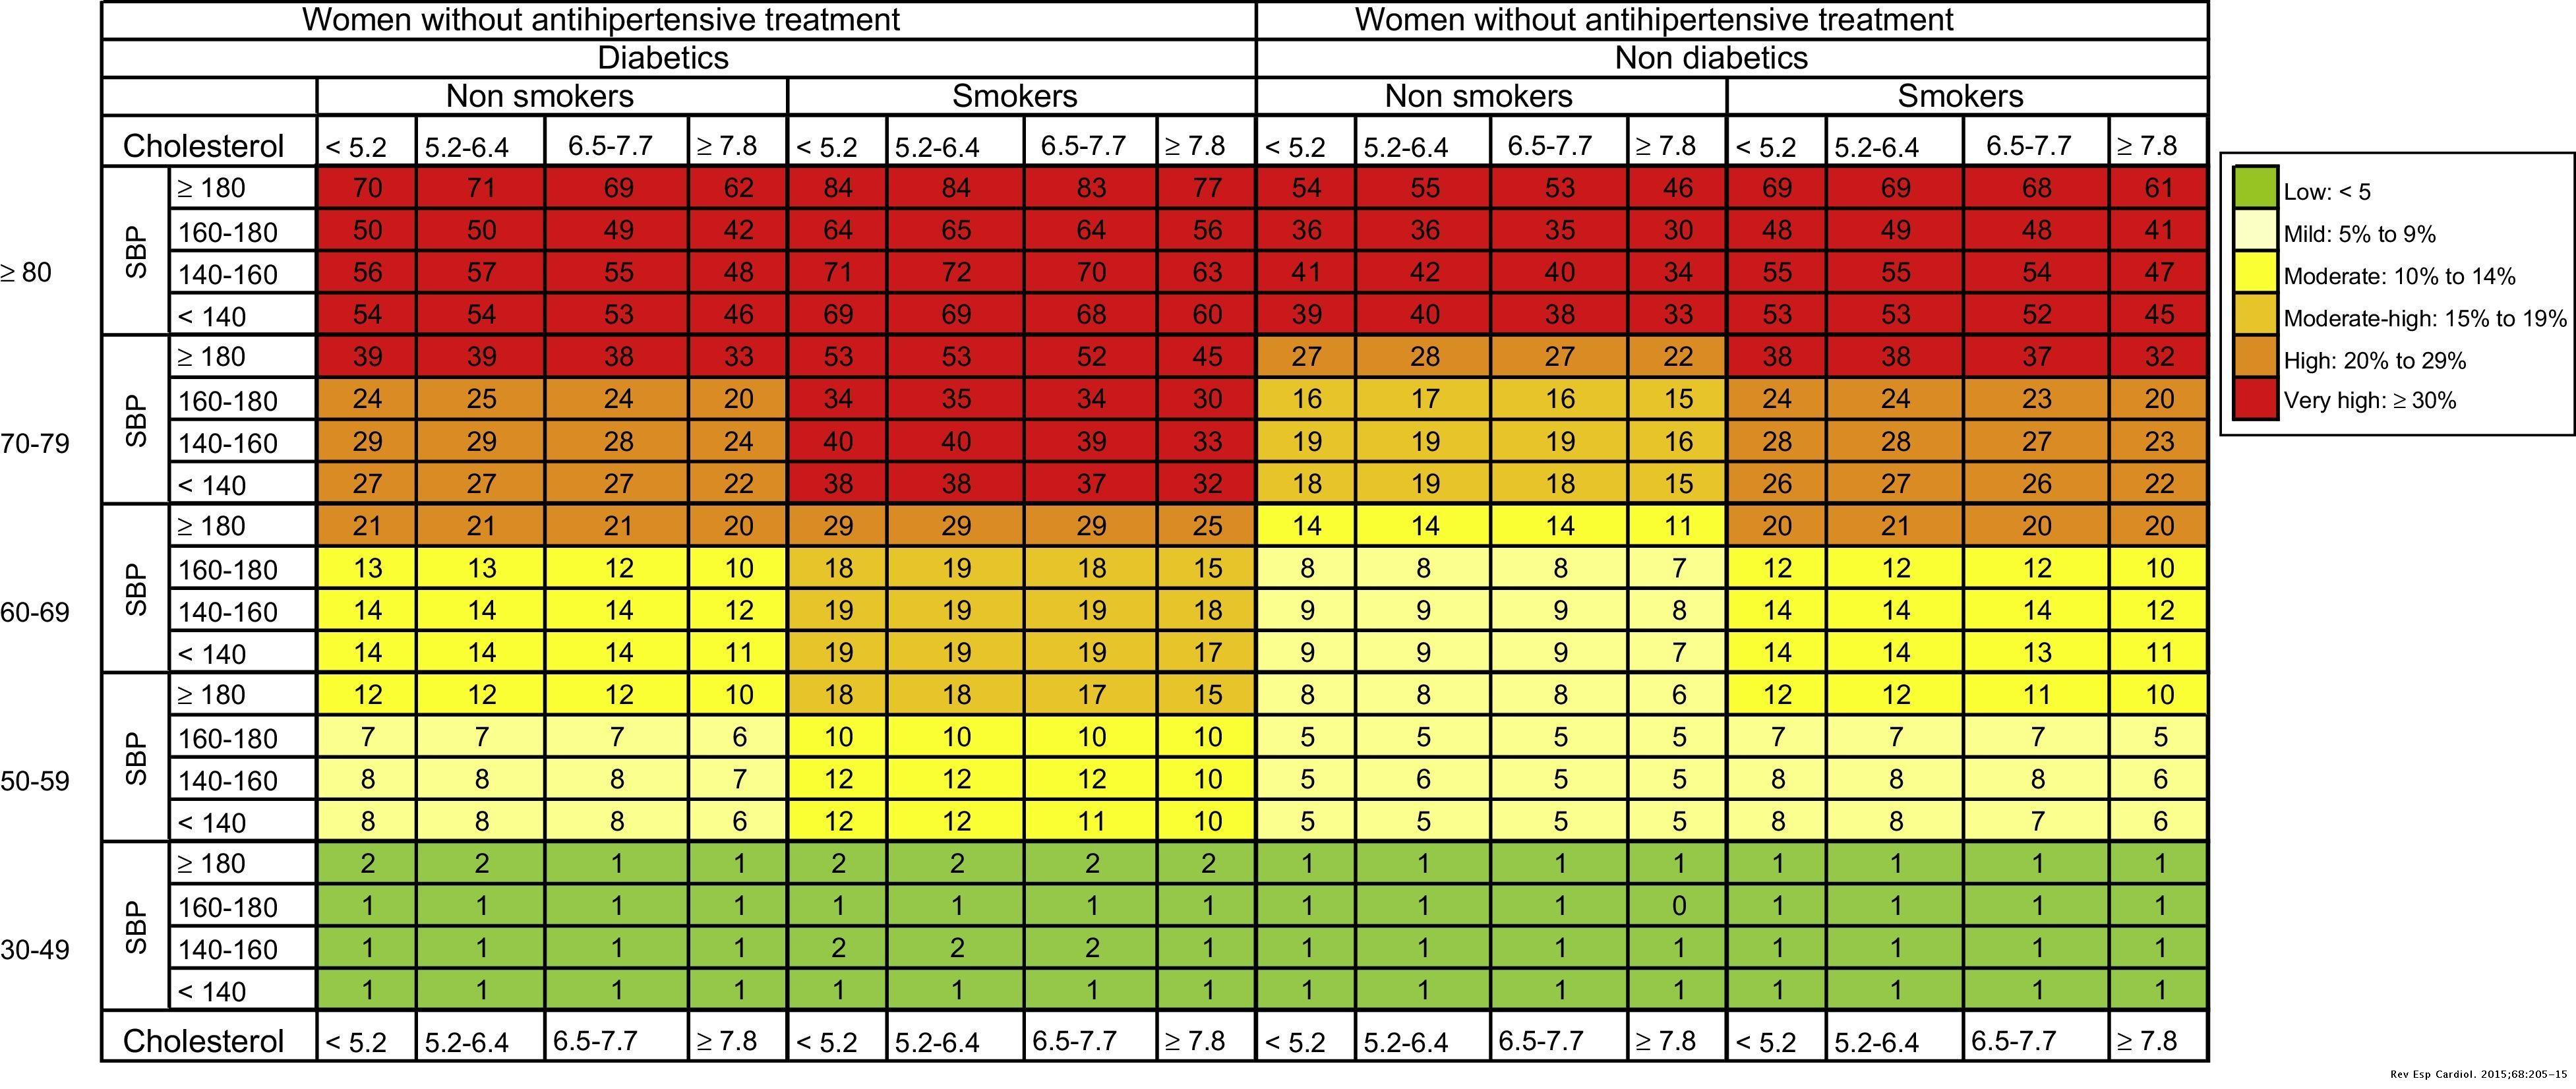 Women without antihipertensive treatment Women without antihipertensive treatment
Diabetics Non diabetics
Non smokers Smokers Non smokers Smokers
Cholesterol < 5.2 5.2-6.4 6.5-7.7 ≥ 7.8 < 5.2 5.2-6.4 6.5-7.7 ≥ 7.8 < 5.2 5.2-6.4 6.5-7.7 ≥ 7.8 < 5.2 5.2-6.4 6.5-7.7 ≥ 7.8
≥ 80 SBP
≥ 180 70 71 69 62 84 84 83 77 54 55 53 46 69 69 68 61
160-180 50 50 49 42 64 65 64 56 36 36 35 30 48 49 48 41
140-160 56 57 55 48 71 72 70 63 41 42 40 34 55 55 54 47
< 140 54 54 53 46 69 69 68 60 39 40 38 33 53 53 52 45
70-79 SBP
≥ 180 39 39 38 33 53 53 52 45 27 28 27 22 38 38 37 32
160-180 24 25 24 20 34 35 34 30 16 17 16 15 24 24 23 20
140-160 29 29 28 24 40 40 39 33 19 19 19 16 28 28 27 23
< 140 27 27 27 22 38 38 37 32 18 19 18 15 26 27 26 22
60-69 SBP
≥ 180 21 21 21 20 29 29 29 25 14 14 14 11 20 21 20 20
160-180 13 13 12 10 18 19 18 15 8 8 8 7 12 12 12 10
140-160 14 14 14 12 19 19 19 18 9 9 9 8 14 14 14 12
< 140 14 14 14 11 19 19 19 17 9 9 9 7 14 14 13 11
50-59 SBP
≥ 180 12 12 12 10 18 18 17 15 8 8 8 6 12 12 11 10
160-180 7 7 7 6 10 10 10 10 5 5 5 5 7 7 7 5
140-160 8 8 8 7 12 12 12 10 5 6 5 5 8 8 8 6
< 140 8 8 8 6 12 12 11 10 5 5 5 5 8 8 7 6
30-49 SBP
≥ 180 2 2 1 1 2 2 2 2 1 1 1 1 1 1 1 1
160-180 1 1 1 1 1 1 1 1 1 1 1 0 1 1 1 1
140-160 1 1 1 1 2 2 2 1 1 1 1 1 1 1 1 1
< 140 1 1 1 1 1 1 1 1 1 1 1 1 1 1 1 1
Cholesterol < 5.2 5.2-6.4 6.5-7.7 ≥ 7.8 < 5.2 5.2-6.4 6.5-7.7 ≥ 7.8 < 5.2 5.2-6.4 6.5-7.7 ≥ 7.8 < 5.2 5.2-6.4 6.5-7.7 ≥ 7.8
Low: < 5
Mild: 5% to 9%
Moderate: 10% to 14%
Moderate-high: 15% to 19%
High: 20% to 29%
Very high: ≥ 30%
Rev Esp Cardiol. 2015;68:205-15